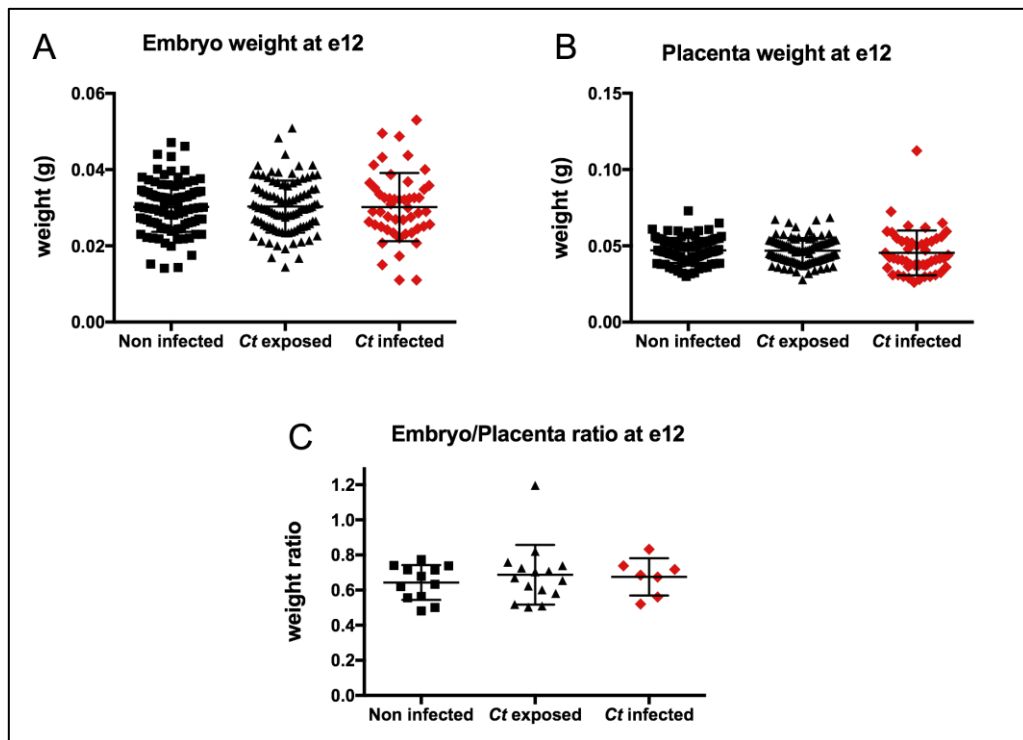 A
Embryo weight at e12
weight (g)
0.06
0.04
0.02
0.00
Non infected
Ct exposed
Ct infected
B
Placenta weight at e12
weight (g)
0.15
0.10
0.05
0.00
Non infected
Ct exposed
Ct infected
C
Embryo/Placenta ratio at e12
weight ratio
1.2
1.0
0.8
0.6
0.4
0.2
0.0
Non infected
Ct exposed
Ct infected